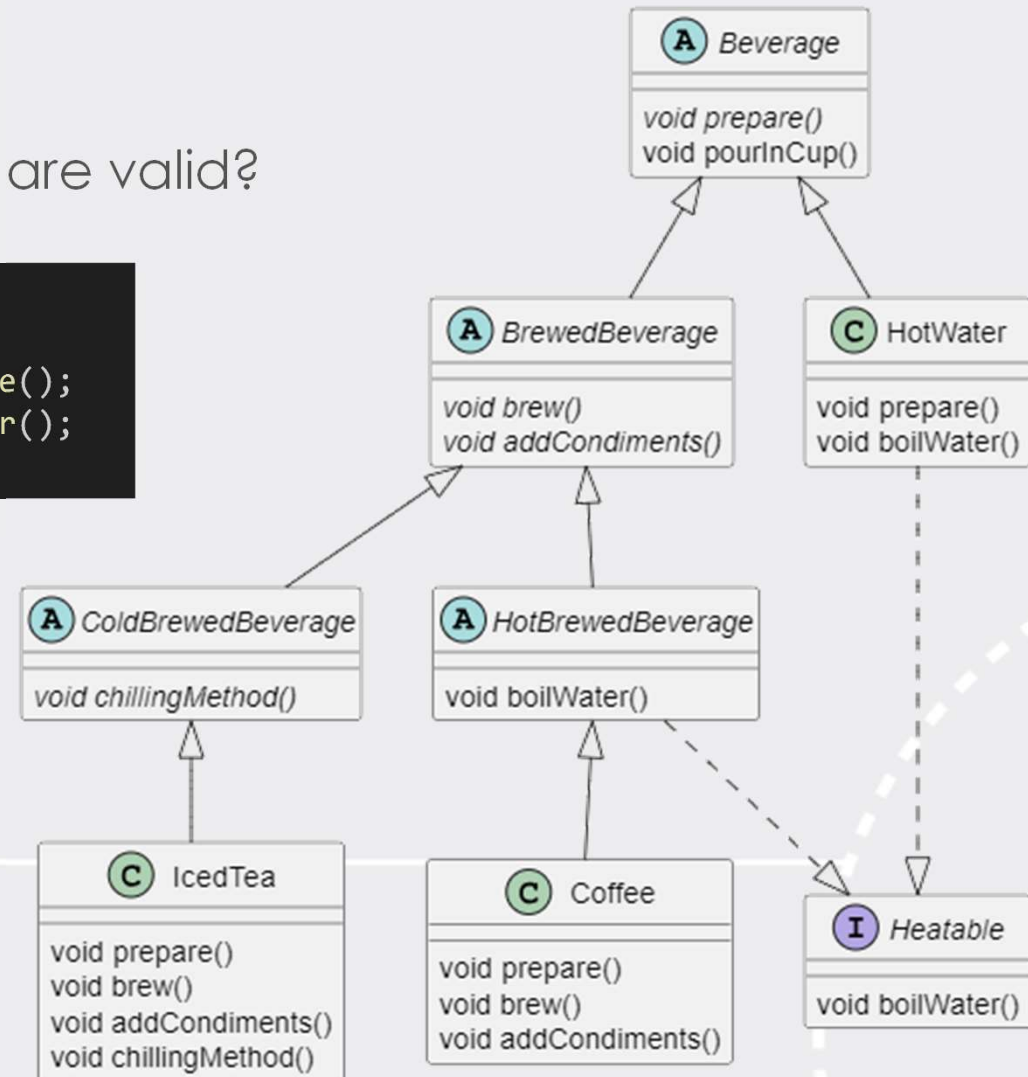 are valid?
e();
r();
A Beverage
void prepare()
void pourInCup()
A BrewedBeverage
void brew()
void addCondiments()
C HotWater
void prepare()
void boilWater()
A ColdBrewedBeverage
void chillingMethod()
A HotBrewedBeverage
void boilWater()
C IcedTea
void prepare()
void brew()
void addCondiments()
void chillingMethod()
C Coffee
void prepare()
void brew()
void addCondiments()
I Heatable
void boilWater()